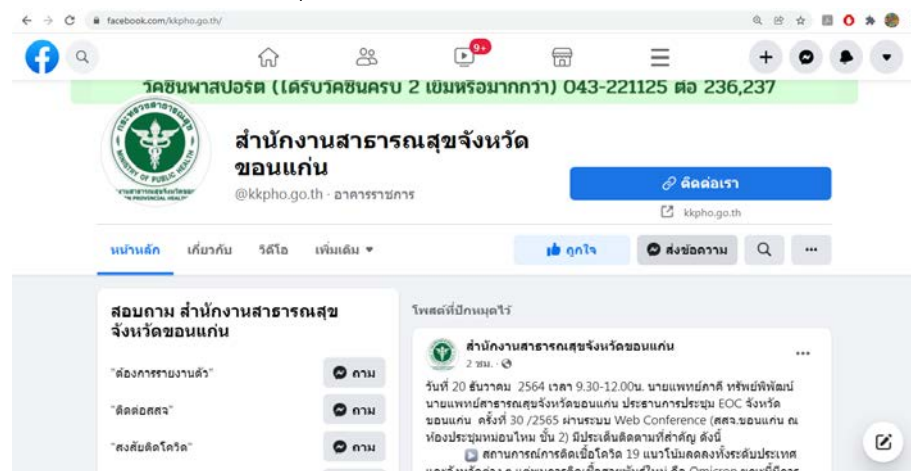 facebook.com/kkpho.go.th/
9+
วัคซีนพาสปอร์ต (ได้รับวัคซีนครบ 2 เข็มหรือมากกว่า) 043-221125 ต่อ 236,237
กระทรวงสาธารณสุข
MINISTRY OF PUBLIC HEALTH
สำนักงานสาธารณสุขจังหวัด
ขอนแก่น
@kkpho.go.th · อาคารราชการ
ติดต่อเรา
kkpho.go.th
หน้าหลัก เกี่ยวกับ วิดีโอ เพิ่มเติม ถูกใจ ส่งข้อความ
สอบถาม สำนักงานสาธารณสุข
จังหวัดขอนแก่น
"ต้องการรายงานตัว" ถาม
"ติดต่อสสจ" ถาม
"สงสัยติดโควิด" ถาม
โพสต์ที่ปักหมุดไว้
สำนักงานสาธารณสุขจังหวัดขอนแก่น
2 ชม. ·
วันที่ 20 ธันวาคม 2564 เวลา 9.30-12.00น. นายแพทย์ภาคี ทรัพย์พิพัฒน์
นายแพทย์สาธารณสุขจังหวัดขอนแก่น ประธานการประชุม EOC จังหวัด
ขอนแก่น ครั้งที่ 30 /2565 ผ่านระบบ Web Conference (สสจ.ขอนแก่น ณ
ห้องประชุมหม่อนไหม ชั้น 2) มีประเด็นติดตามที่สำคัญ ดังนี้
สถานการณ์การติดเชื้อโควิด 19 แนวโน้มลดลงทั้งระดับประเทศ